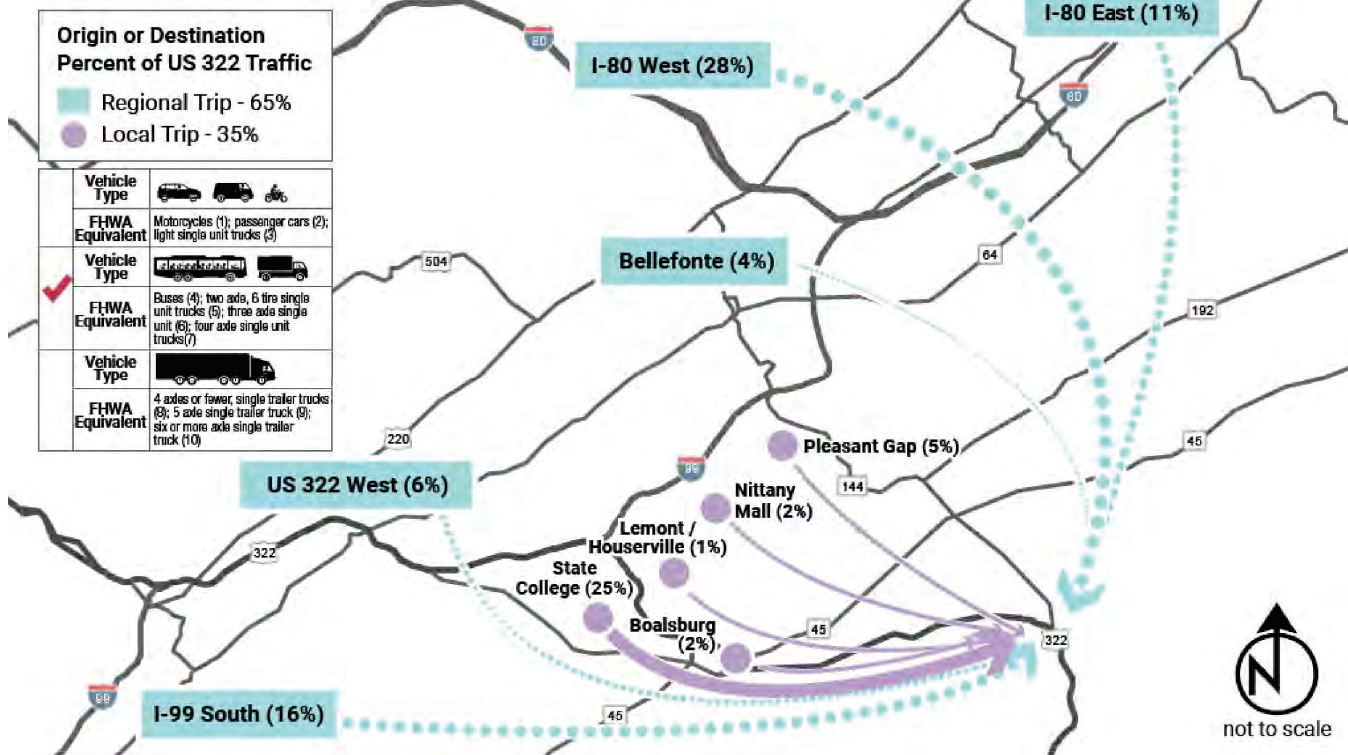 Origin or Destination
Percent of US 322 Traffic
Regional Trip - 65%
Local Trip - 35%
Vehicle
Type
FHWA
Equivalent
Motorcycles (1); passenger cars (2);
light single unit trucks (3)
Vehicle
Type
FHWA
Equivalent
Buses (4); two axle, 6 tire single
unit trucks (5); three axle single
unit (6); four axle single unit
trucks(7)
Vehicle
Type
FHWA
Equivalent
4 axles or fewer, single trailer trucks
(8); 5 axle single trailer truck (9);
six or more axle single trailer
truck (10)
I-80 East (11%)
80
I-80 West (28%)
80
Bellefonte (4%)
64
504
192
220
45
Pleasant Gap (5%)
99
144
US 322 West (6%)
Nittany
Mall (2%)
Lemont /
Houserville (1%)
322
State
College (25%)
Boalsburg
(2%)
45
322
99
I-99 South (16%)
45
N
not to scale